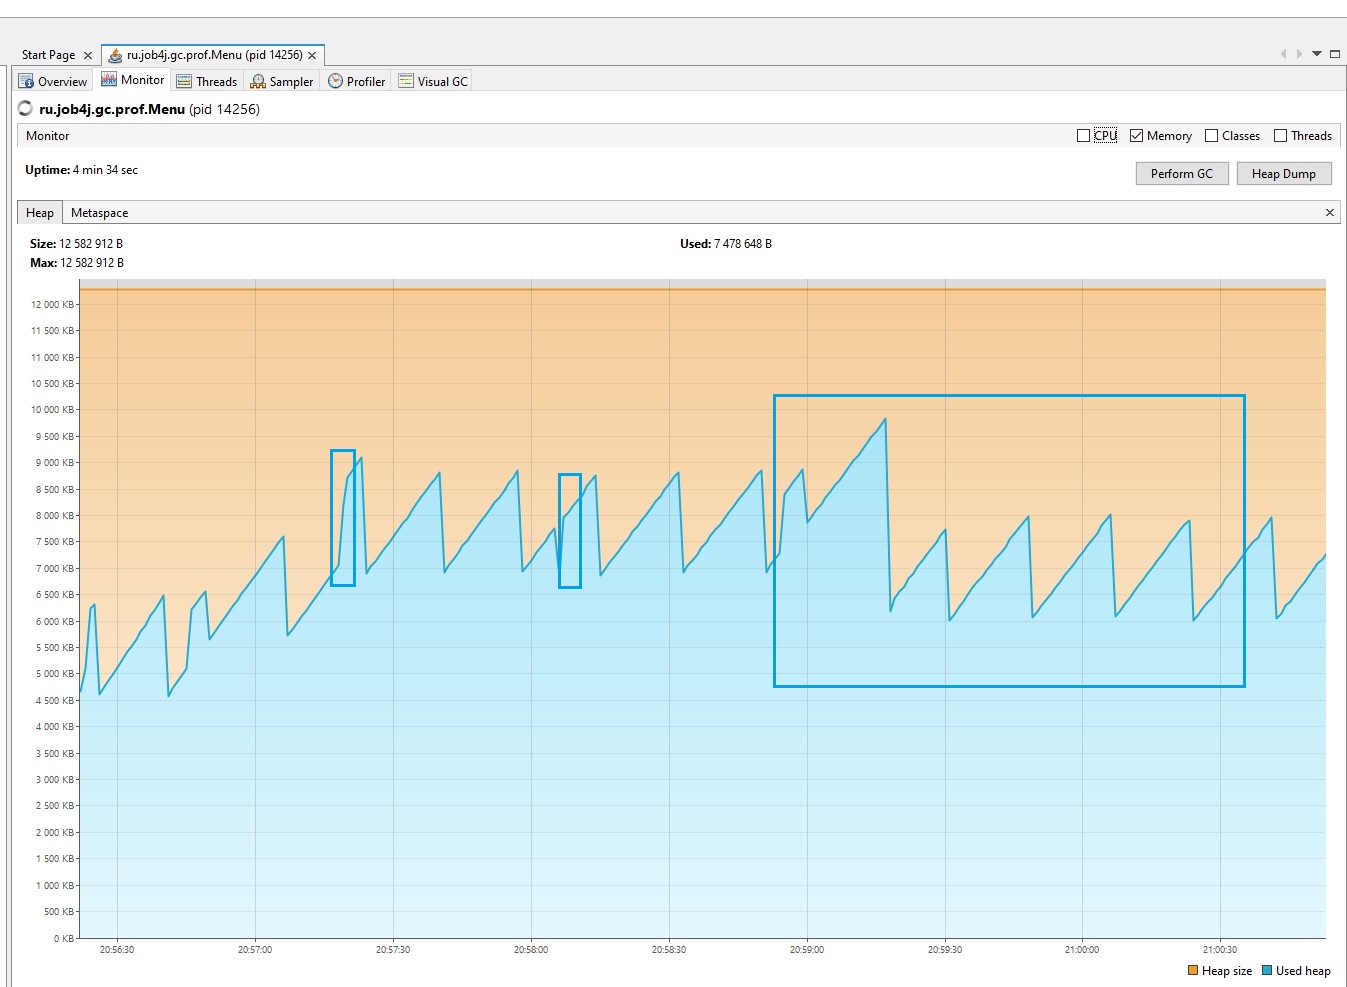 Start Page
ru.job4j.gc.prof.Menu (pid 14256)
Overview Monitor Threads Sampler Profiler Visual GC
ru.job4j.gc.prof.Menu (pid 14256)
Monitor CPU Memory Classes Threads
Uptime: 4 min 34 sec Perform GC Heap Dump
Heap Metaspace
Size: 12 582 912 B Used: 7 478 648 B
Max: 12 582 912 B
12 000 KB
11 500 KB
11 000 KB
10 500 KB
10 000 KB
9 500 KB
9 000 KB
8 500 KB
8 000 KB
7 500 KB
7 000 KB
6 500 KB
6 000 KB
5 500 KB
5 000 KB
4 500 KB
4 000 KB
3 500 KB
3 000 KB
2 500 KB
2 000 KB
1 500 KB
1 000 KB
500 KB
0 KB
20:56:30 20:57:00 20:57:30 20:58:00 20:58:30 20:59:00 20:59:30 21:00:00 21:00:30
Heap size Used heap